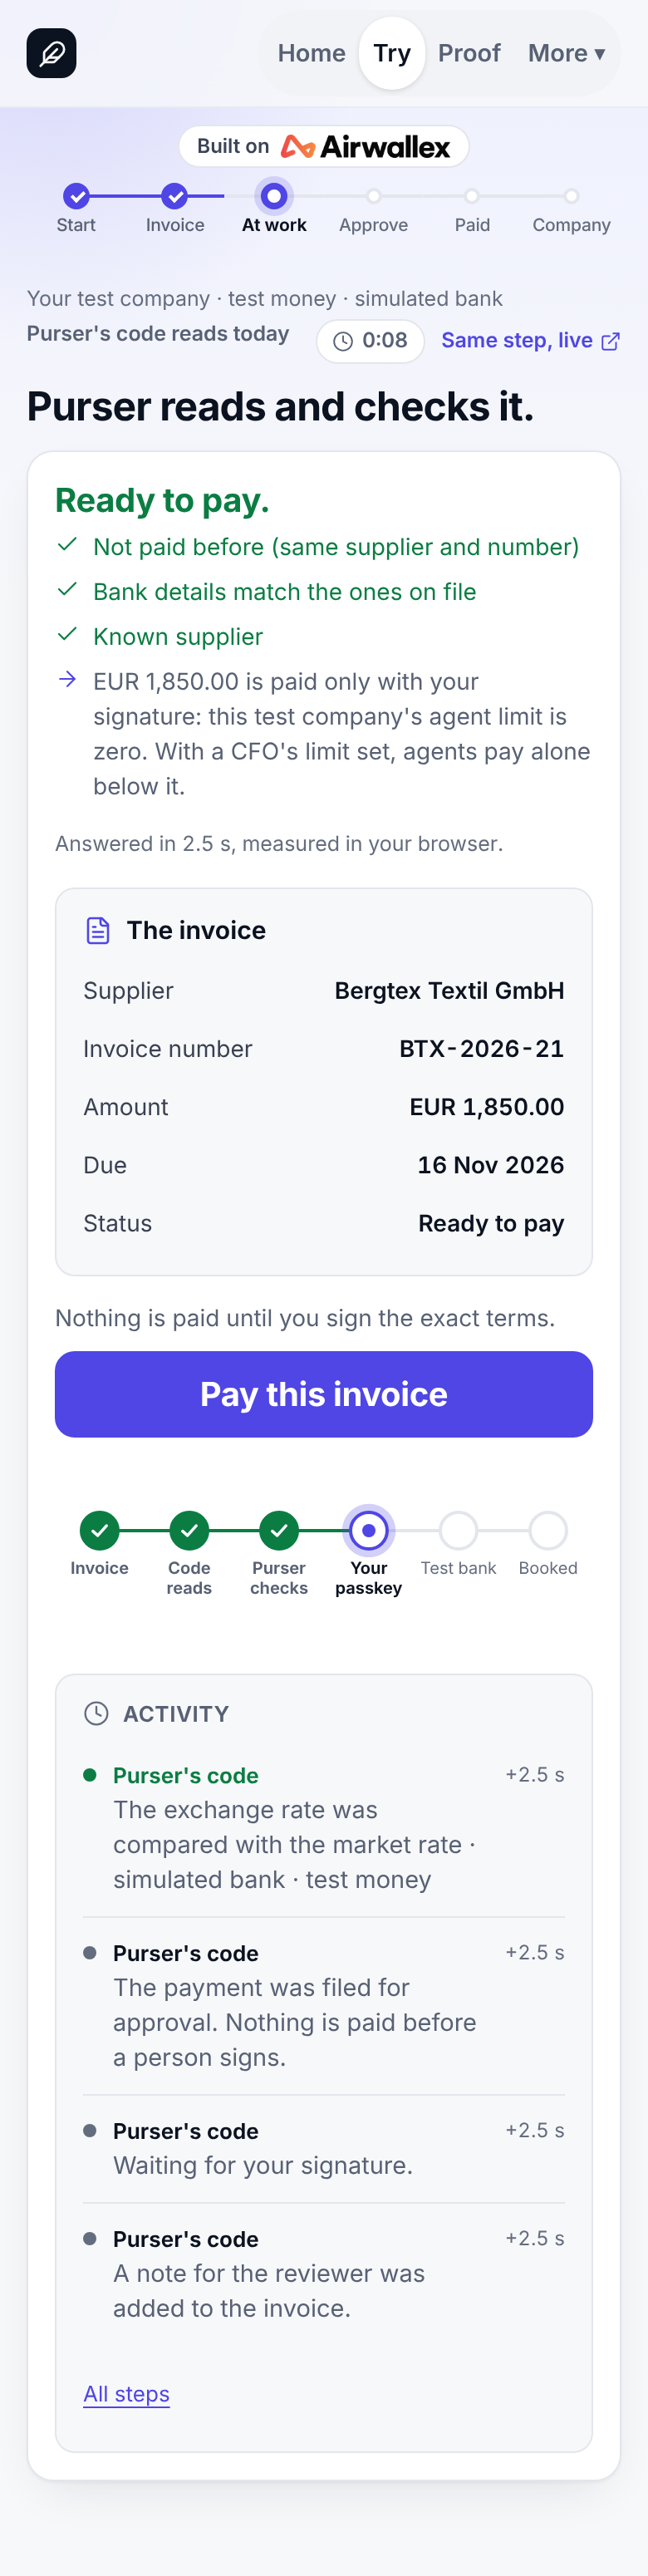 Home Try Proof More ▾
Built on Airwallex
Start Invoice At work Approve Paid Company
Your test company · test money · simulated bank
Purser's code reads today 0:08 Same step, live
Purser reads and checks it.
Ready to pay.
Not paid before (same supplier and number)
Bank details match the ones on file
Known supplier
EUR 1,850.00 is paid only with your
signature: this test company's agent limit is
zero. With a CFO's limit set, agents pay alone
below it.
Answered in 2.5 s, measured in your browser.
The invoice
Supplier Bergtex Textil GmbH
Invoice number BTX-2026-21
Amount EUR 1,850.00
Due 16 Nov 2026
Status Ready to pay
Nothing is paid until you sign the exact terms.
Pay this invoice
Invoice Code Purser Your Test bank Booked
reads checks passkey
ACTIVITY
Purser's code +2.5 s
The exchange rate was
compared with the market rate ·
simulated bank · test money
Purser's code +2.5 s
The payment was filed for
approval. Nothing is paid before
a person signs.
Purser's code +2.5 s
Waiting for your signature.
Purser's code +2.5 s
A note for the reviewer was
added to the invoice.
All steps